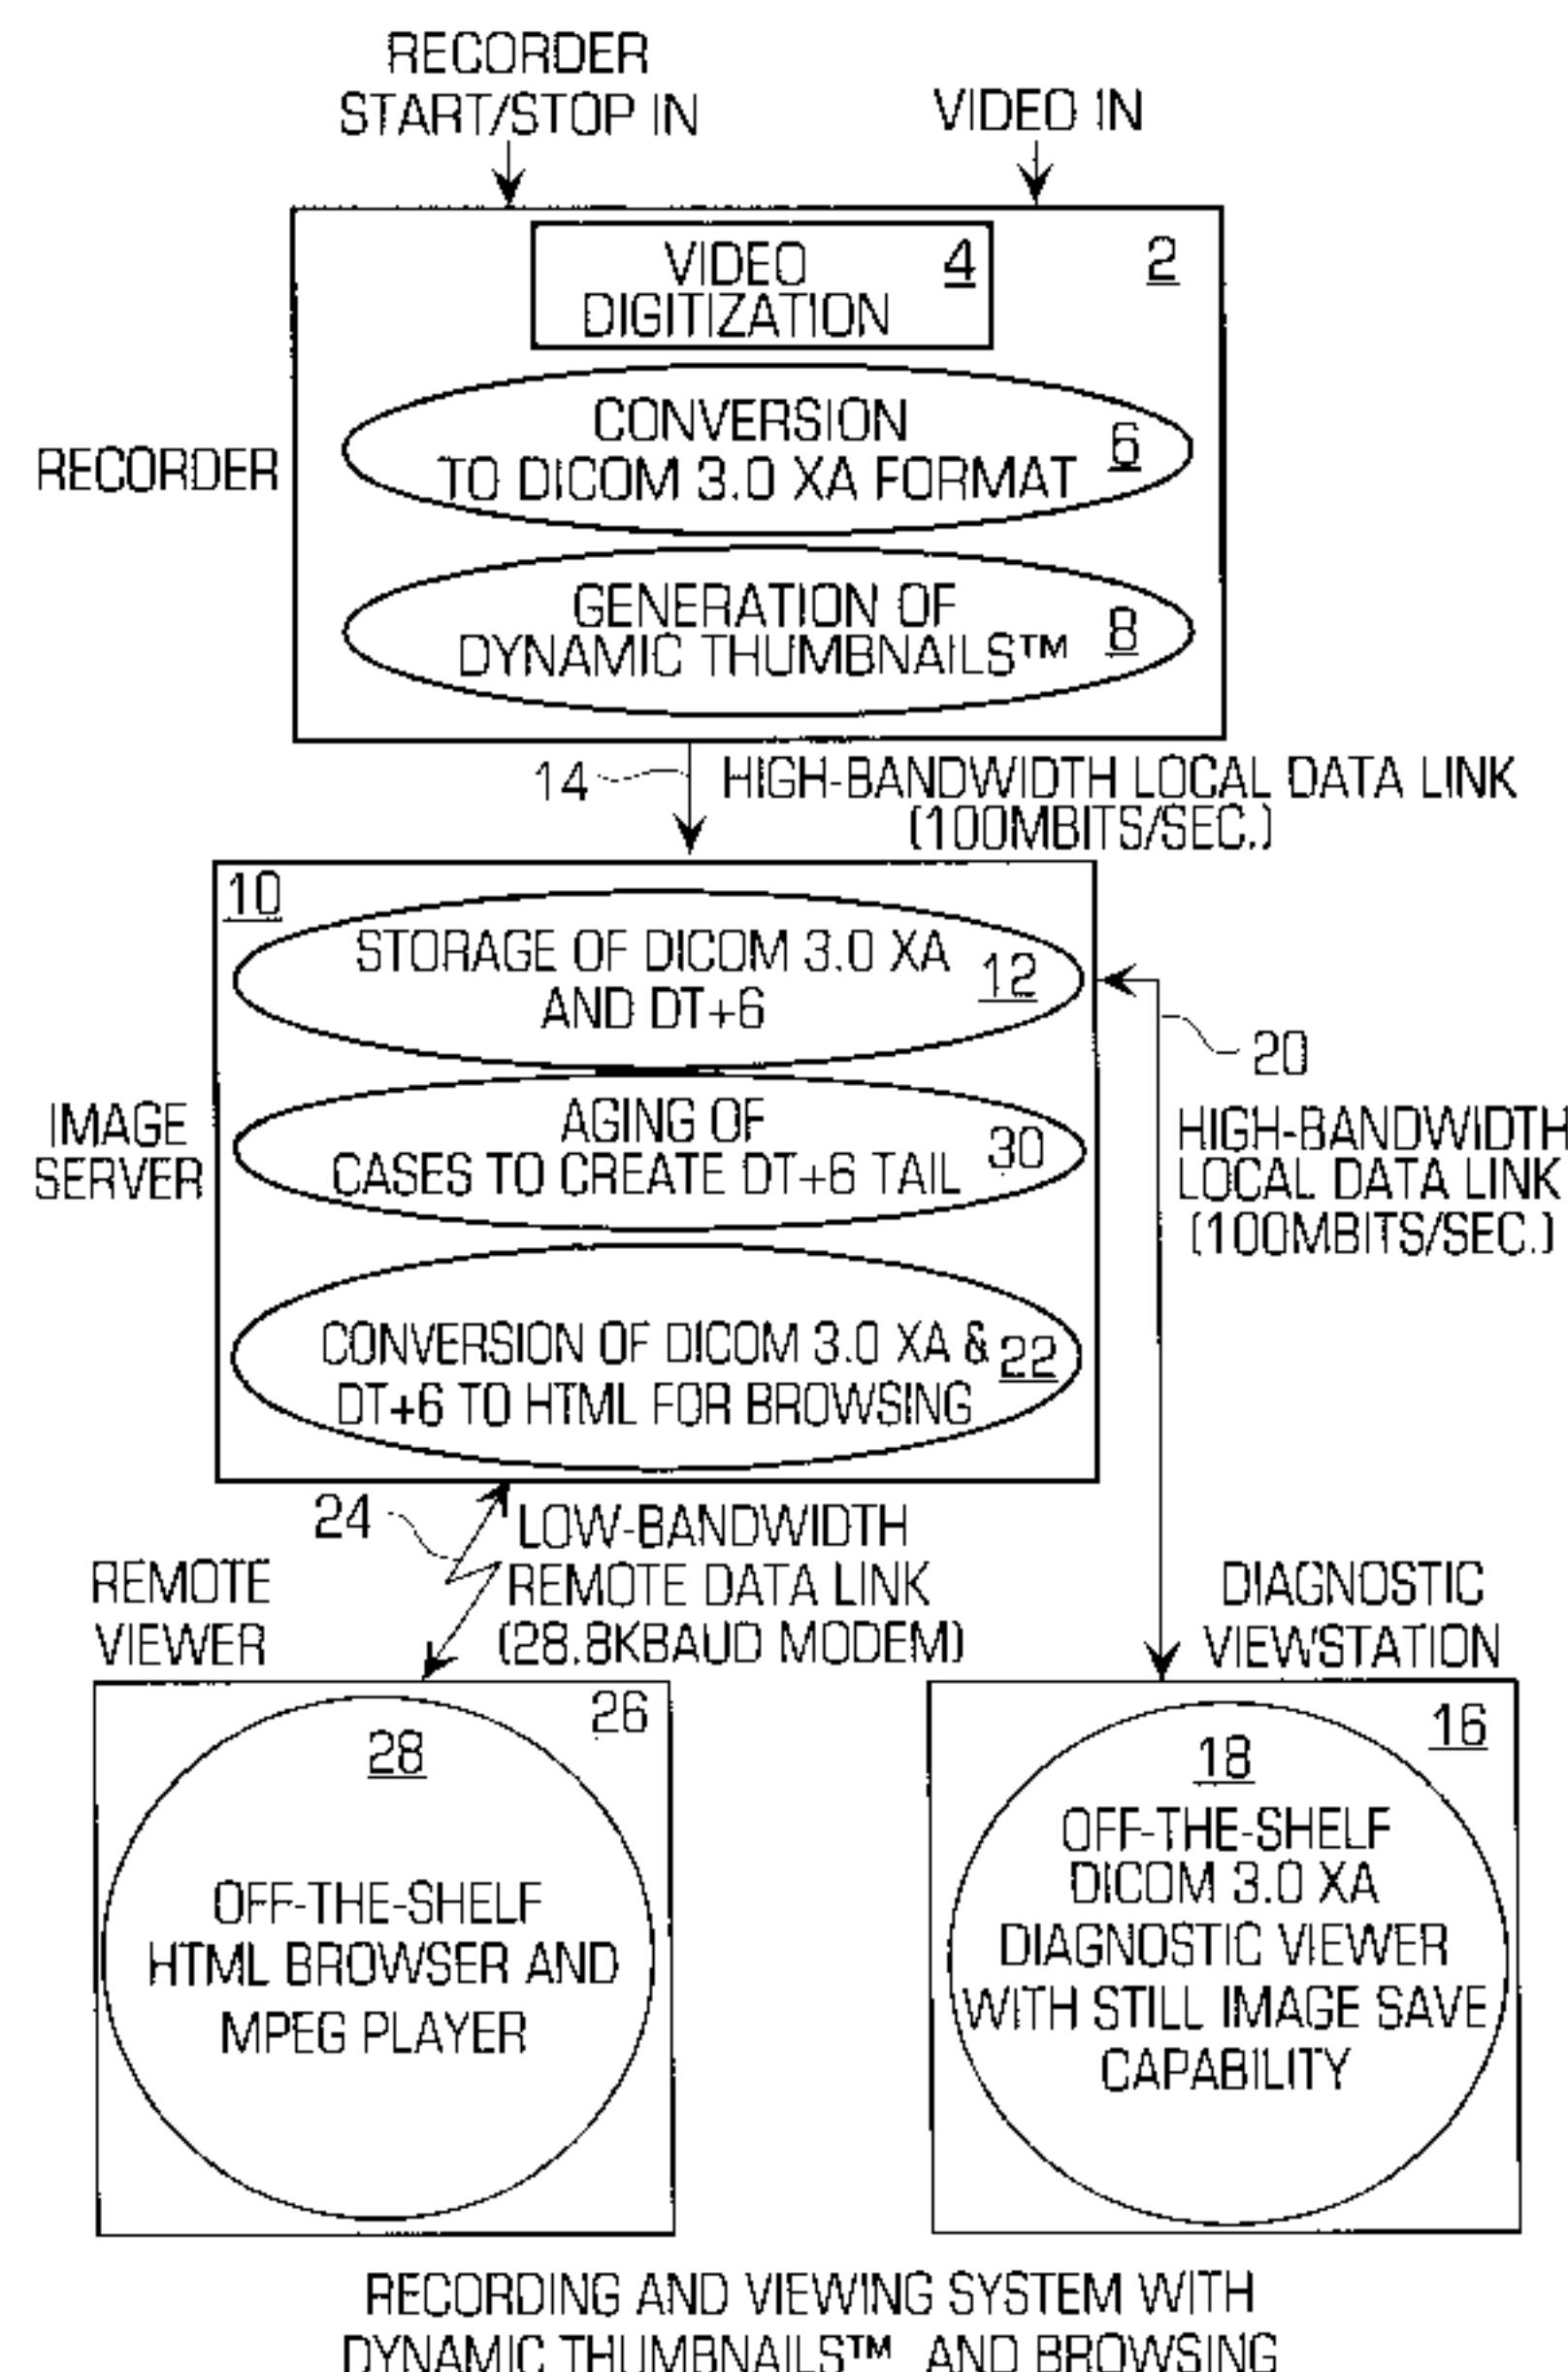 RECORDER
START/STOP IN
VIDEO IN
VIDEO
DIGITIZATION
4
2
CONVERSION
TO DICOM 3.0 XA FORMAT
6
RECORDER
GENERATION OF
DYNAMIC THUMBNAILS™
8
14
HIGH-BANDWIDTH LOCAL DATA LINK
(100MBITS/SEC.)
10
STORAGE OF DICOM 3.0 XA
AND DT+6
12
20
IMAGE
SERVER
AGING OF
CASES TO CREATE DT+6 TAIL
30
HIGH-BANDWIDTH
LOCAL DATA LINK
(100MBITS/SEC.)
CONVERSION OF DICOM 3.0 XA &
DT+6 TO HTML FOR BROWSING
22
24
LOW-BANDWIDTH
REMOTE DATA LINK
(28.8KBAUD MODEM)
REMOTE
VIEWER
DIAGNOSTIC
VIEWSTATION
26
28
OFF-THE-SHELF
HTML BROWSER AND
MPEG PLAYER
16
18
OFF-THE-SHELF
DICOM 3.0 XA
DIAGNOSTIC VIEWER
WITH STILL IMAGE SAVE
CAPABILITY
RECORDING AND VIEWING SYSTEM WITH
DYNAMIC THUMBNAILS™ AND BROWSING